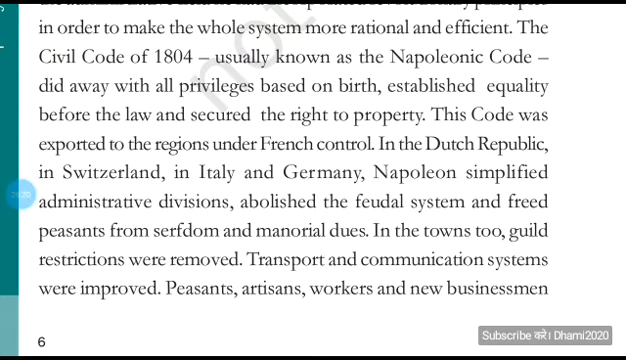 in order to make the whole system more rational and efficient. The
Civil Code of 1804 – usually known as the Napoleonic Code –
did away with all privileges based on birth, established equality
before the law and secured the right to property. This Code was
exported to the regions under French control. In the Dutch Republic,
in Switzerland, in Italy and Germany, Napoleon simplified
administrative divisions, abolished the feudal system and freed
peasants from serfdom and manorial dues. In the towns too, guild
restrictions were removed. Transport and communication systems
were improved. Peasants, artisans, workers and new businessmen
6
Subscribe करे। Dhami2020
not